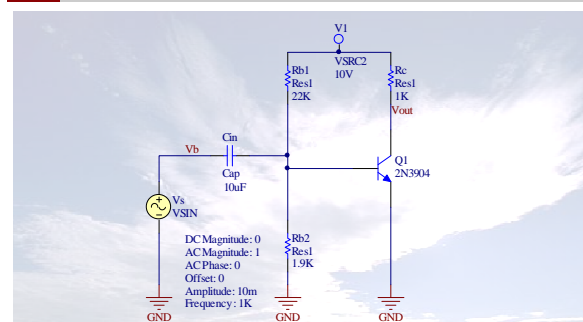 V1
VSRC2
10V
Rb1
Res1
22K
Rc
Res1
1K
Vout
Cin
Vb
Cap
10uF
Q1
2N3904
Vs
VSIN
Rb2
Res1
1.9K
DC Magnitude: 0
AC Magnitude: 1
AC Phase: 0
Offset: 0
Amplitude: 10m
Frequency: 1K
GND
GND
GND